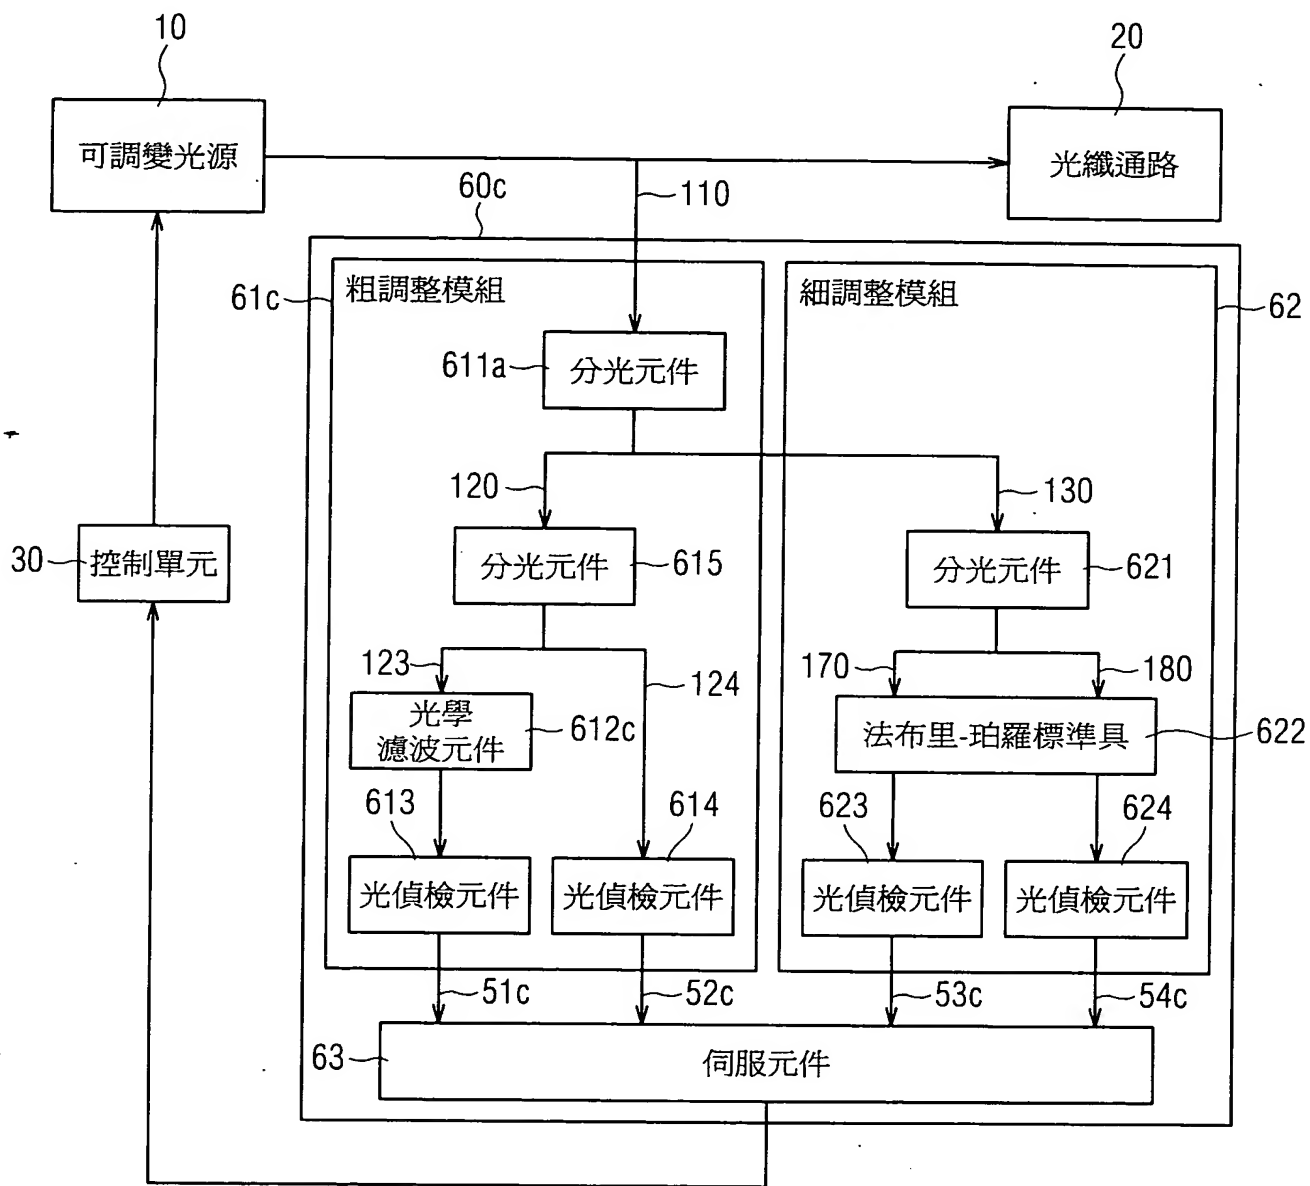 10
20
可調變光源
光纖通路
60c
110
61c
粗調整模組
細調整模組
62
611a
分光元件
120
130
30
控制單元
分光元件
615
分光元件
621
123
124
170
180
光學
濾波元件
612c
法布里-珀羅標準具
622
613
614
623
624
光偵檢元件
光偵檢元件
光偵檢元件
光偵檢元件
51c
52c
53c
54c
63
伺服元件